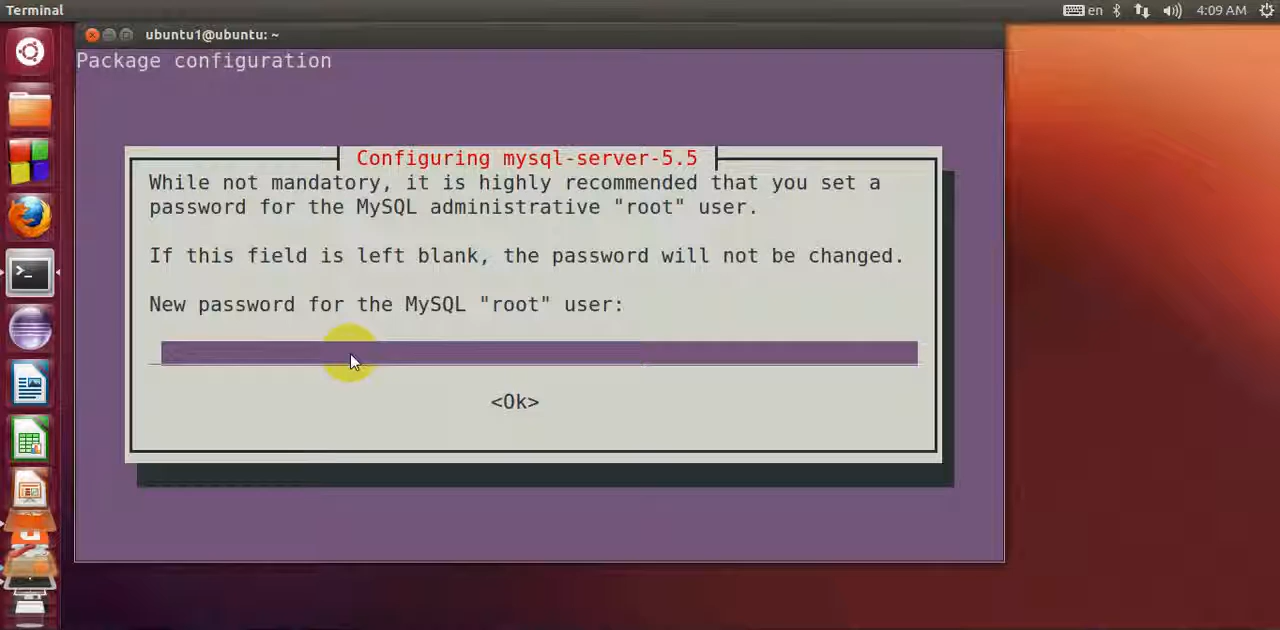 Terminal
en
4:09 AM
ubuntu1@ubuntu: ~
Package configuration
Configuring mysql-server-5.5
While not mandatory, it is highly recommended that you set a
password for the MySQL administrative "root" user.
If this field is left blank, the password will not be changed.
New password for the MySQL "root" user:
<Ok>